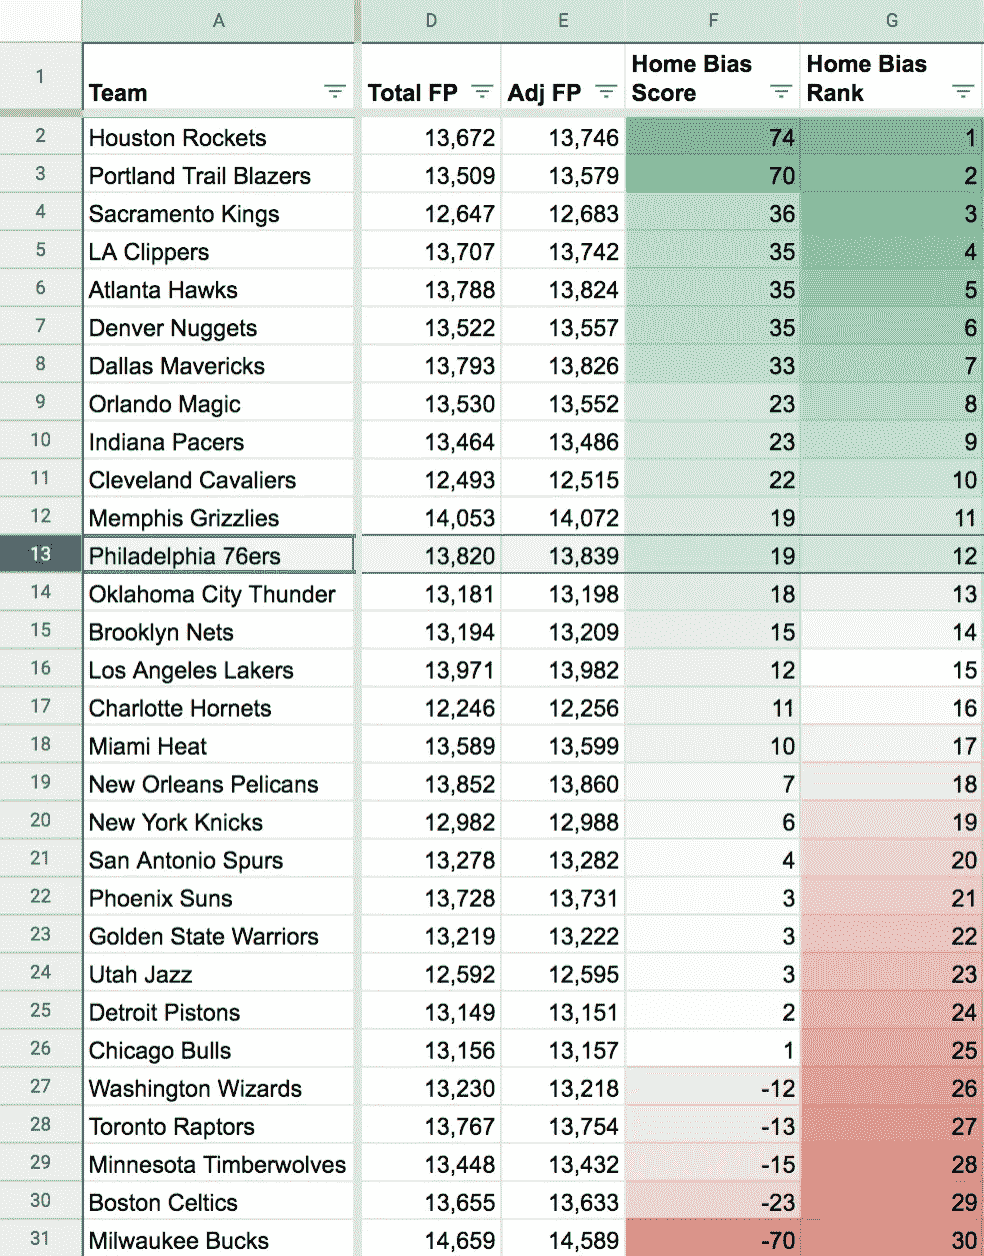 A D E F G
1 Team Total FP Adj FP Home Bias Score Home Bias Rank
2 Houston Rockets 13,672 13,746 74 1
3 Portland Trail Blazers 13,509 13,579 70 2
4 Sacramento Kings 12,647 12,683 36 3
5 LA Clippers 13,707 13,742 35 4
6 Atlanta Hawks 13,788 13,824 35 5
7 Denver Nuggets 13,522 13,557 35 6
8 Dallas Mavericks 13,793 13,826 33 7
9 Orlando Magic 13,530 13,552 23 8
10 Indiana Pacers 13,464 13,486 23 9
11 Cleveland Cavaliers 12,493 12,515 22 10
12 Memphis Grizzlies 14,053 14,072 19 11
13 Philadelphia 76ers 13,820 13,839 19 12
14 Oklahoma City Thunder 13,181 13,198 18 13
15 Brooklyn Nets 13,194 13,209 15 14
16 Los Angeles Lakers 13,971 13,982 12 15
17 Charlotte Hornets 12,246 12,256 11 16
18 Miami Heat 13,589 13,599 10 17
19 New Orleans Pelicans 13,852 13,860 7 18
20 New York Knicks 12,982 12,988 6 19
21 San Antonio Spurs 13,278 13,282 4 20
22 Phoenix Suns 13,728 13,731 3 21
23 Golden State Warriors 13,219 13,222 3 22
24 Utah Jazz 12,592 12,595 3 23
25 Detroit Pistons 13,149 13,151 2 24
26 Chicago Bulls 13,156 13,157 1 25
27 Washington Wizards 13,230 13,218 -12 26
28 Toronto Raptors 13,767 13,754 -13 27
29 Minnesota Timberwolves 13,448 13,432 -15 28
30 Boston Celtics 13,655 13,633 -23 29
31 Milwaukee Bucks 14,659 14,589 -70 30